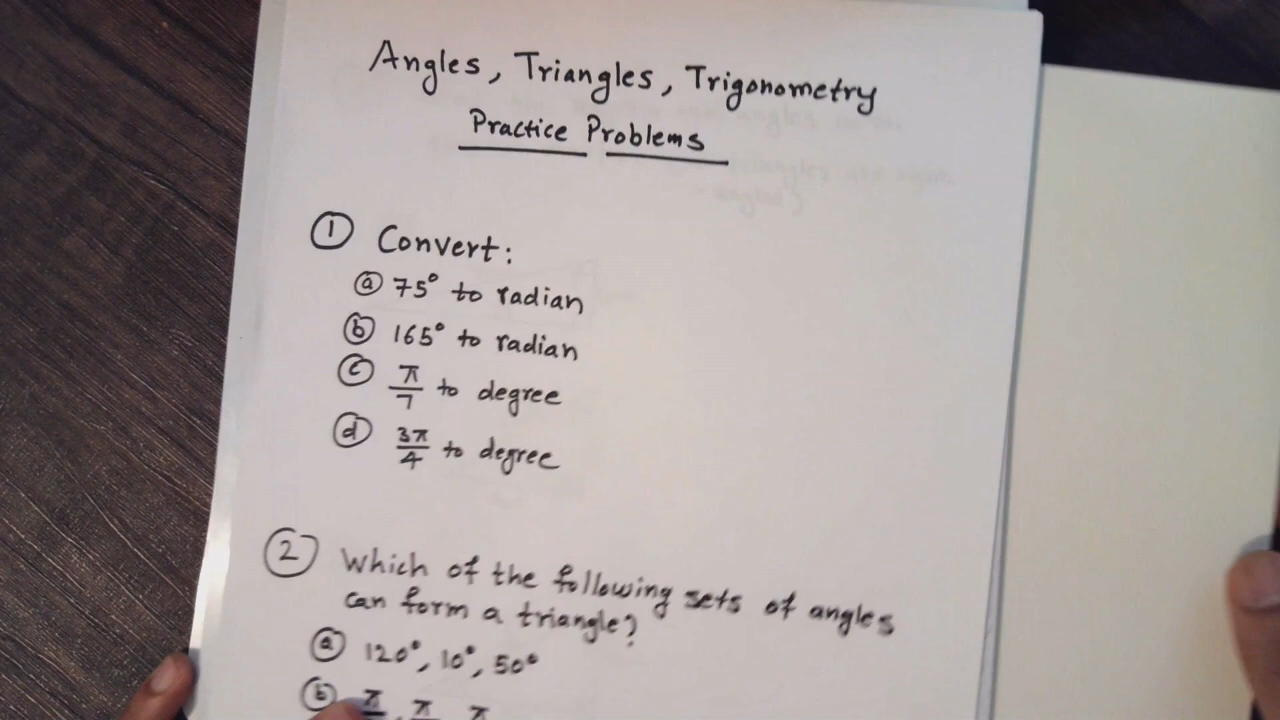 Angles, Triangles, Trigonometry
Practice Problems
① Convert:
ⓐ 75° to radian
ⓑ 165° to radian
ⓒ π/7 to degree
ⓓ 3π/4 to degree
② Which of the following sets of angles
can form a triangle?
ⓐ 120°, 10°, 50°
ⓑ π, π, π